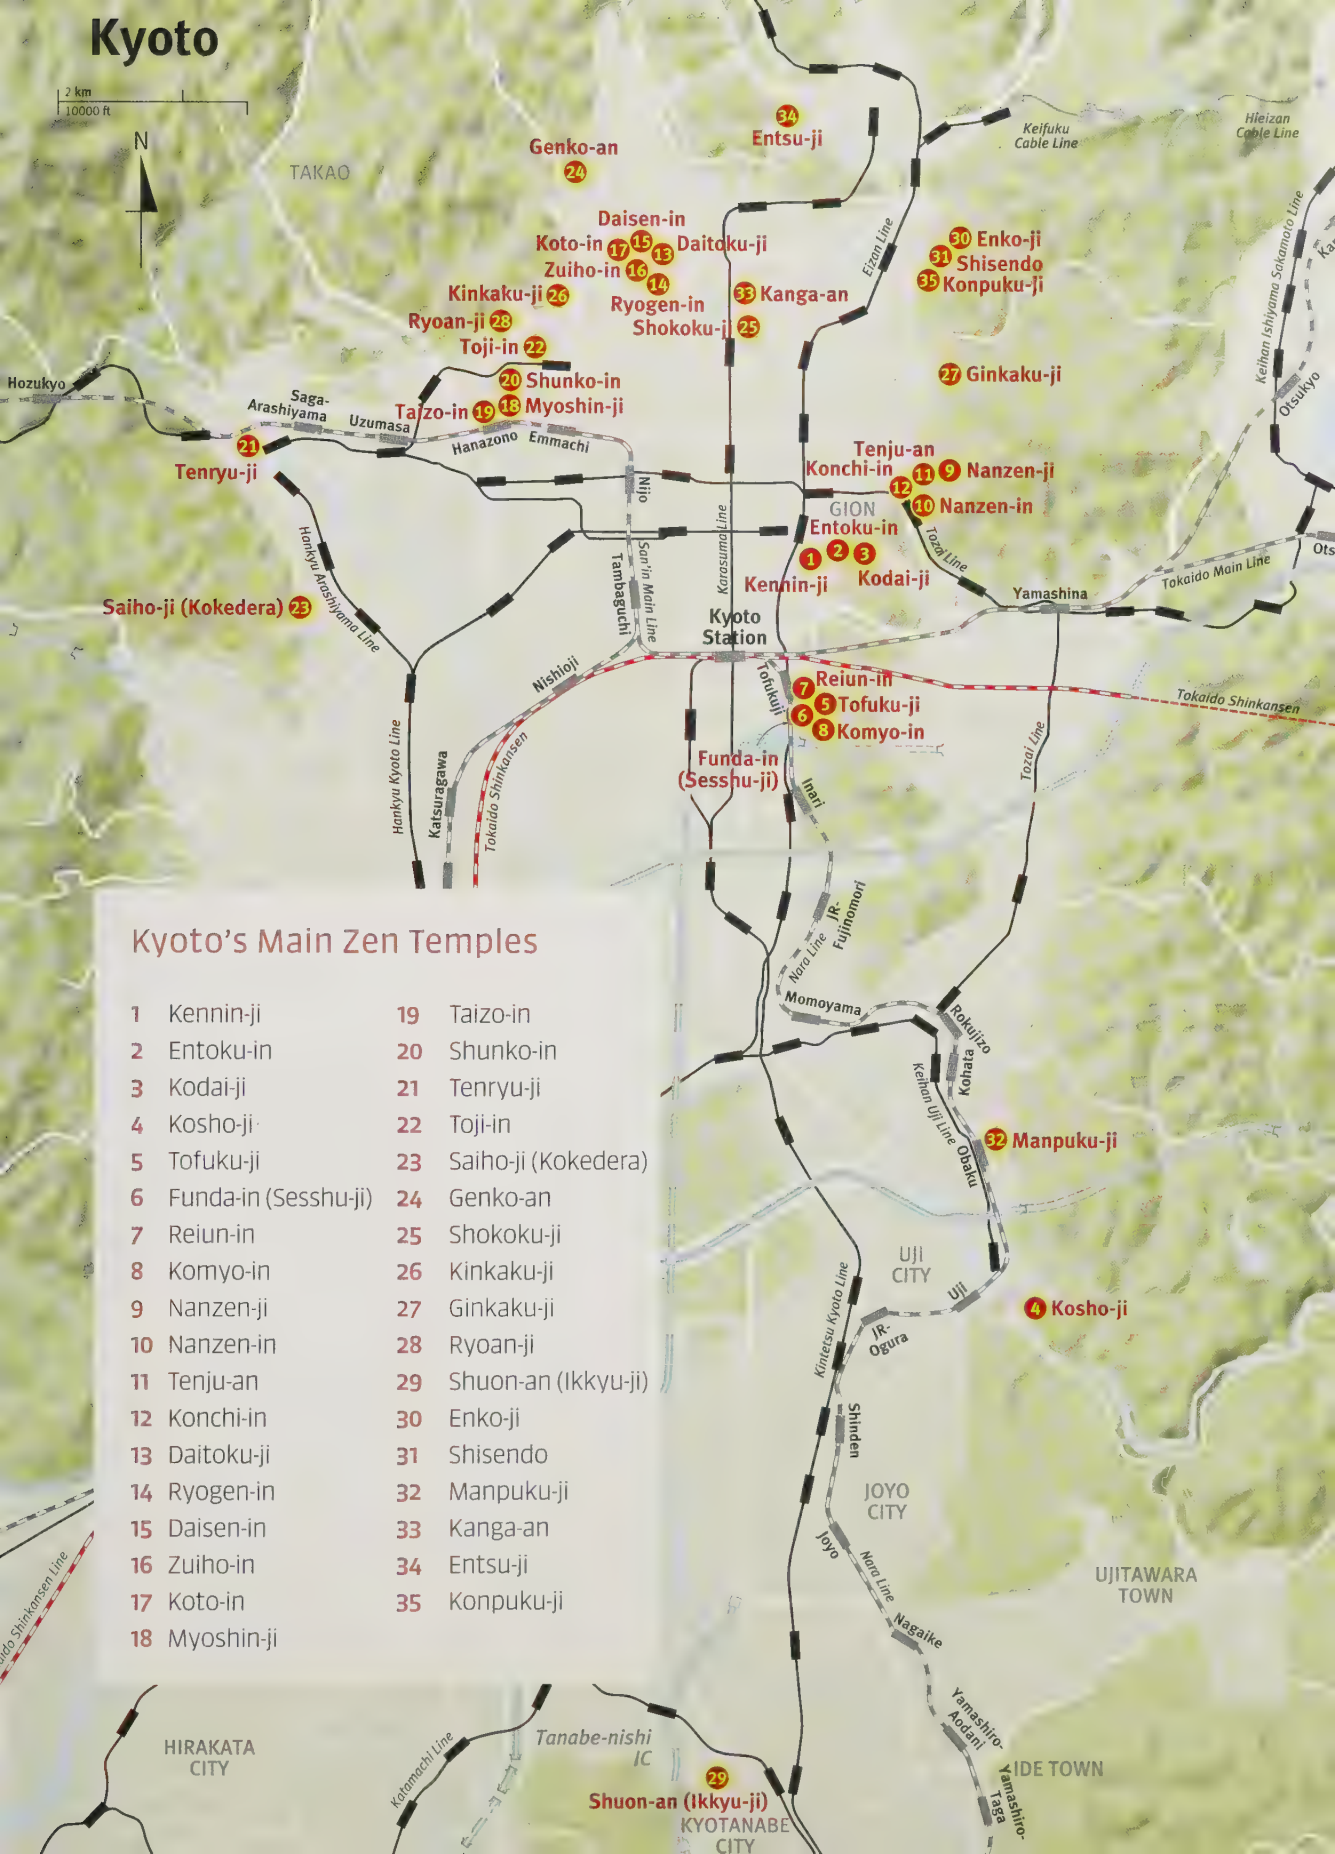 Kyoto
2 km
10000 ft
N
TAKAO
Keifuku
Cable Line
Hieizan
Cable Line
34
Entsu-ji
Genko-an
24
Daisen-in
Koto-in 17 15 13 Daitoku-ji
Zuiho-in 16
14
Ryogen-in
Kinkaku-ji 26
33 Kanga-an
Shokoku-ji 25
Ryoan-ji 28
Toji-in 22
Eizan Line
30 Enko-ji
31 Shisendo
35 Konpuku-ji
Keihan Ishiyama Sakamoto Line
Otsukyo
27 Ginkaku-ji
20 Shunko-in
Taizo-in 19 18 Myoshin-ji
Hozukyo
Saga-
Arashiyama
Uzumasa
Hanazono
Emmachi
21
Tenryu-ji
Nijo
Tenju-an
Konchi-in 12 11 9 Nanzen-ji
10 Nanzen-in
GION
Entoku-in
1 2 3
Kennin-ji
Kodai-ji
Karasuma Line
Tozai Line
Tokaido Main Line
Ots
Yamashina
Hankyu Arashiyama Line
Saiho-ji (Kokedera) 23
San'in Main Line
Tambaguchi
Kyoto
Station
Nishioji
Tofukuji
7 Reiun-in
5 Tofuku-ji
6
8 Komyo-in
Funda-in
(Sesshu-ji)
Tokaido Shinkansen
Tozai Line
Hankyu Kyoto Line
Katsuragawa
Tokaido Shinkansen
Inari
JR-
Fujinomori
Nara Line
Momoyama
Rokujizo
Kohata
Keihan Uji Line
Obaku
32 Manpuku-ji
UJI
CITY
Uji
4 Kosho-ji
JR-
Ogura
Kintetsu Kyoto Line
Shinden
JOYO
CITY
Joyo
Nara Line
Nagaike
UJITAWARA
TOWN
Yamashiro-
Aodani
IDE TOWN
Yamashiro-
Taga
Kyoto's Main Zen Temples
1 Kennin-ji
2 Entoku-in
3 Kodai-ji
4 Kosho-ji
5 Tofuku-ji
6 Funda-in (Sesshu-ji)
7 Reiun-in
8 Komyo-in
9 Nanzen-ji
10 Nanzen-in
11 Tenju-an
12 Konchi-in
13 Daitoku-ji
14 Ryogen-in
15 Daisen-in
16 Zuiho-in
17 Koto-in
18 Myoshin-ji
19 Taizo-in
20 Shunko-in
21 Tenryu-ji
22 Toji-in
23 Saiho-ji (Kokedera)
24 Genko-an
25 Shokoku-ji
26 Kinkaku-ji
27 Ginkaku-ji
28 Ryoan-ji
29 Shuon-an (Ikkyu-ji)
30 Enko-ji
31 Shisendo
32 Manpuku-ji
33 Kanga-an
34 Entsu-ji
35 Konpuku-ji
aido Shinkansen Line
HIRAKATA
CITY
Katamachi Line
Tanabe-nishi
IC
29
Shuon-an (Ikkyu-ji)
KYOTANABE
CITY